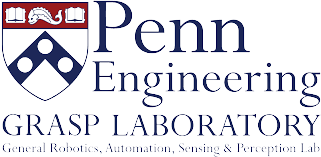 Penn
Engineering
GRASP LABORATORY
General Robotics, Automation, Sensing & Perception Lab